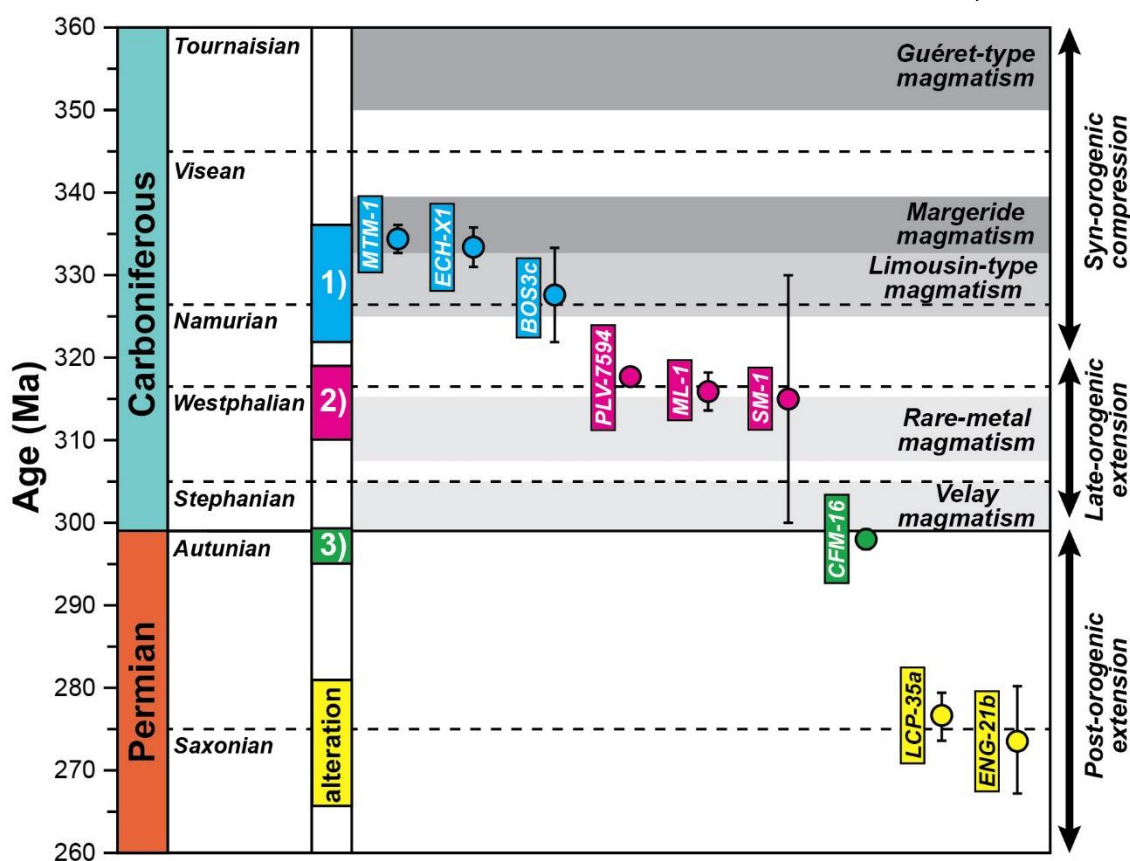 Age (Ma)
360
350
340
330
320
310
300
290
280
270
260
Carboniferous
Permian
Tournaisian
Visean
Namurian
Westphalian
Stephanian
Autunian
Saxonian
1)
2)
3)
alteration
MTM-1
ECH-X1
BOS3c
PLV-7594
ML-1
SM-1
CFM-16
LCP-35a
ENG-21b
Guéret-type
magmatism
Margeride
magmatism
Limousin-type
magmatism
Rare-metal
magmatism
Velay
magmatism
Syn-orogenic
compression
Late-orogenic
extension
Post-orogenic
extension